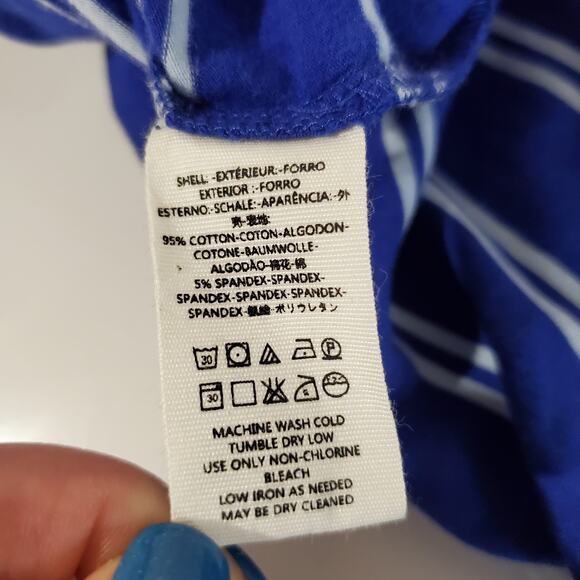 SHELL: -EXTÉRIEUR:-FORRO
EXTERIOR :-FORRO
ESTERNO:-SCHALE:-APARÊNCIA:-外
売-表地:
95% COTTON-COTON-ALGODON-
COTONE-BAUMWOLLE-
ALGODÃO-棉花-綿
5% SPANDEX-SPANDEX-
SPANDEX-SPANDEX-SPANDEX-
SPANDEX-ポリウレタン
30
P
30
MACHINE WASH COLD
TUMBLE DRY LOW
USE ONLY NON-CHLORINE
BLEACH
LOW IRON AS NEEDED
MAY BE DRY CLEANED